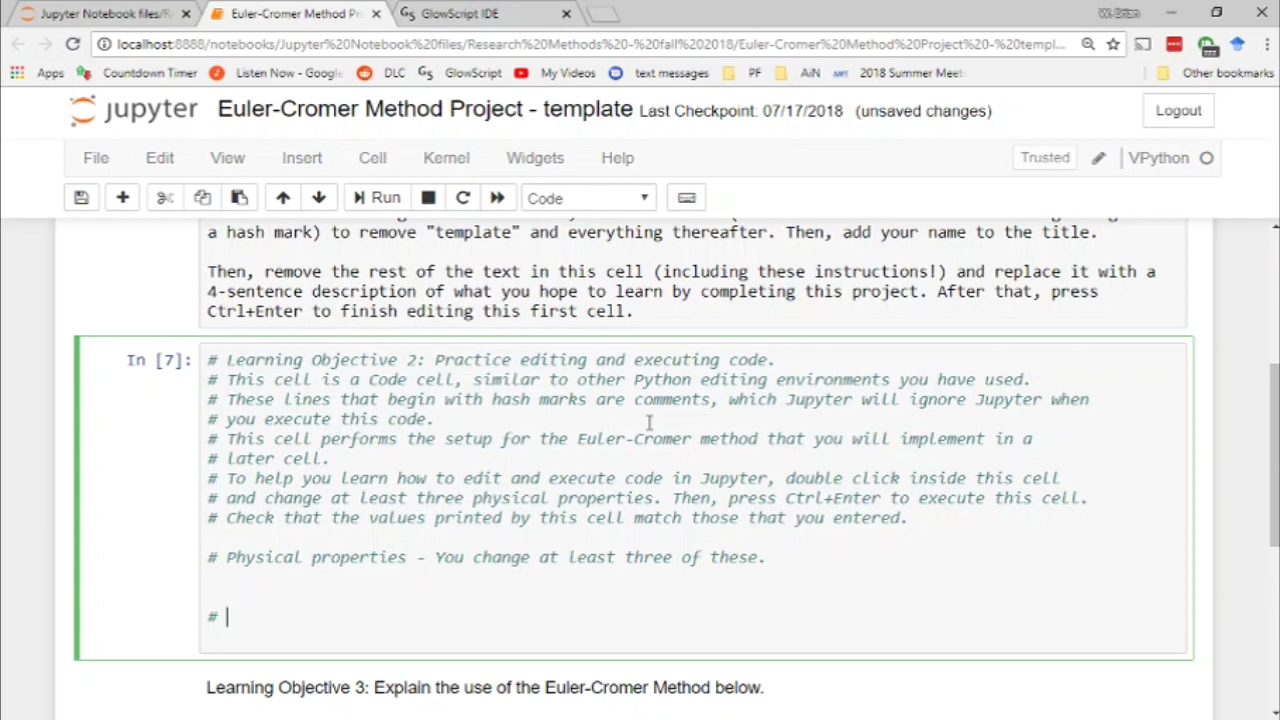 Jupyter Notebook files/R
Euler-Cromer Method Pr
GlowScript IDE
localhost:8888/notebooks/Jupyter%20Notebook%20files/Research%20Methods%20-%20fall%202018/Euler-Cromer%20Method%20Project%20-%20templ...
Apps
Countdown Timer
Listen Now - Google
DLC
GlowScript
My Videos
text messages
PF
AiN
2018 Summer Meet
Other bookmarks
jupyter
Euler-Cromer Method Project - template
Last Checkpoint: 07/17/2018 (unsaved changes)
Logout
File Edit View Insert Cell Kernel Widgets Help
Trusted
VPython
Run
Code
a hash mark) to remove "template" and everything thereafter. Then, add your name to the title.
Then, remove the rest of the text in this cell (including these instructions!) and replace it with a
4-sentence description of what you hope to learn by completing this project. After that, press
Ctrl+Enter to finish editing this first cell.
In [7]:
# Learning Objective 2: Practice editing and executing code.
# This cell is a Code cell, similar to other Python editing environments you have used.
# These lines that begin with hash marks are comments, which Jupyter will ignore Jupyter when
# you execute this code.
# This cell performs the setup for the Euler-Cromer method that you will implement in a
# later cell.
# To help you learn how to edit and execute code in Jupyter, double click inside this cell
# and change at least three physical properties. Then, press Ctrl+Enter to execute this cell.
# Check that the values printed by this cell match those that you entered.
# Physical properties - You change at least three of these.
#
Learning Objective 3: Explain the use of the Euler-Cromer Method below.